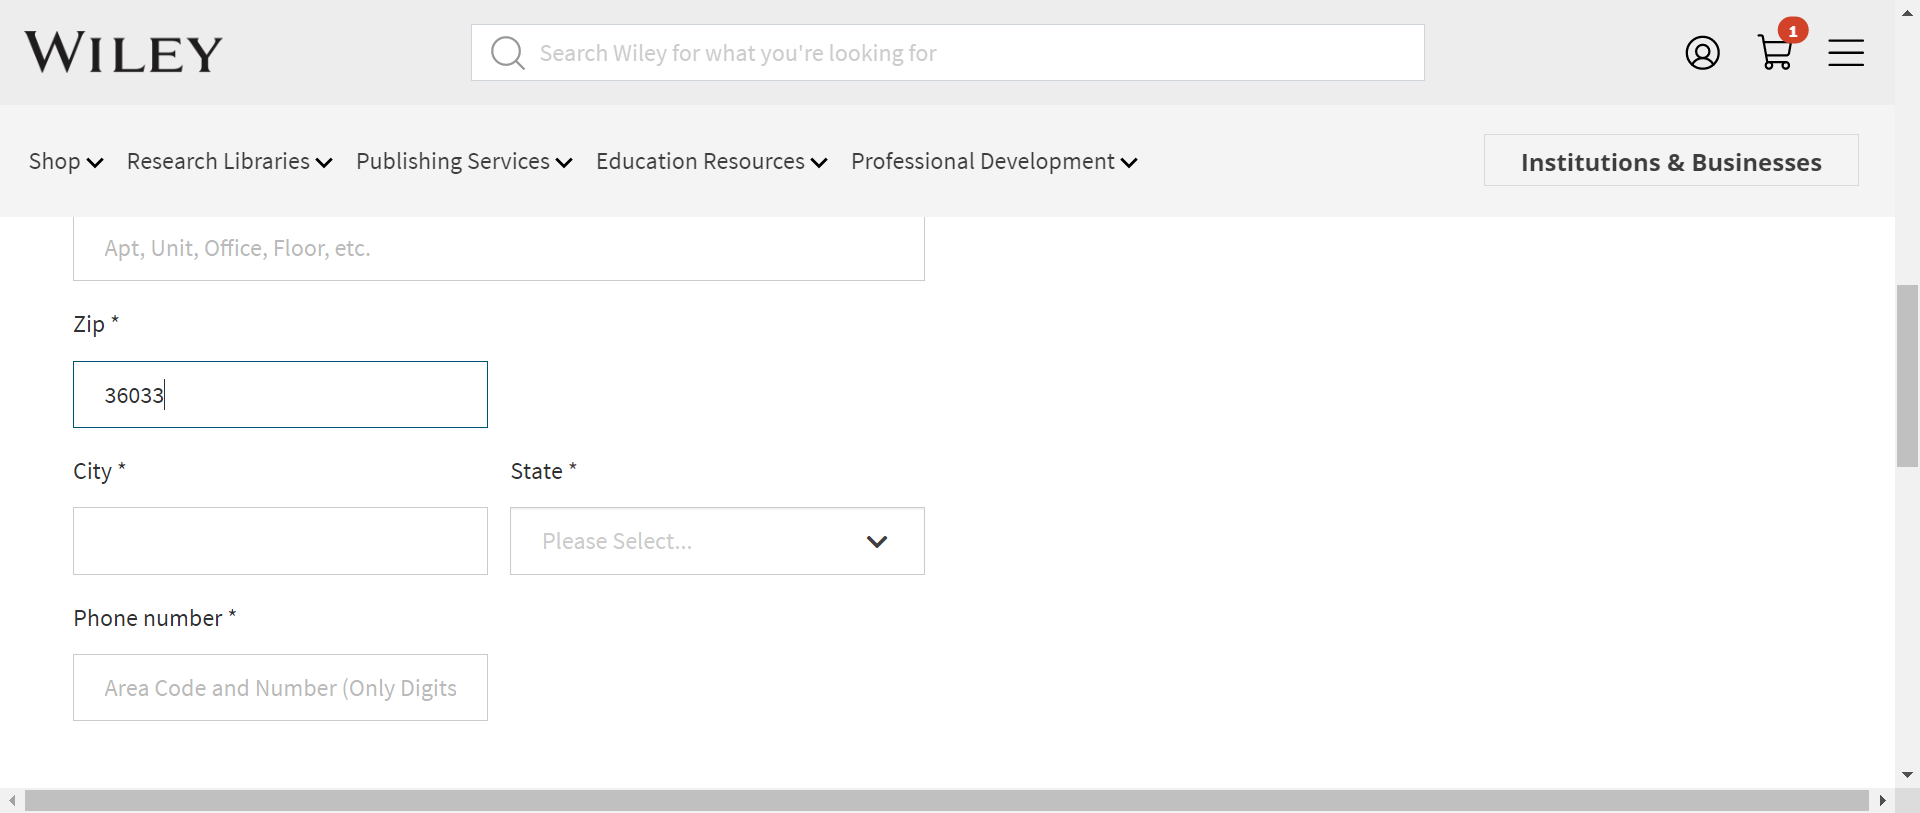 WILEY
Search Wiley for what you're looking for
1
Shop Research Libraries Publishing Services Education Resources Professional Development
Institutions & Businesses
Apt, Unit, Office, Floor, etc.
Zip *
36033
City * State *
Please Select...
Phone number *
Area Code and Number (Only Digits